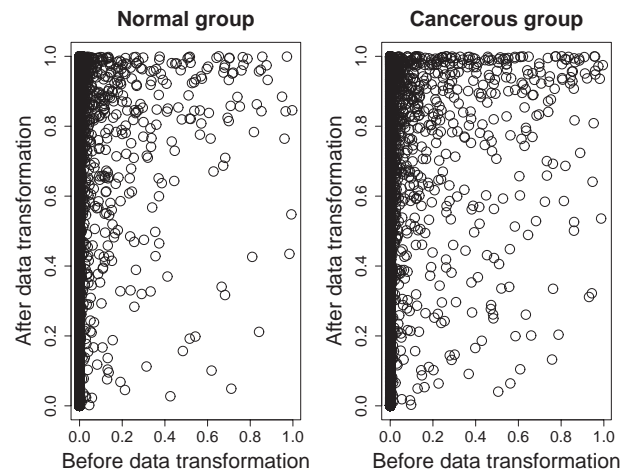 Normal group
After data transformation
1.0
0.8
0.6
0.4
0.2
0.0
0.0 0.2 0.4 0.6 0.8 1.0
Before data transformation
Cancerous group
After data transformation
1.0
0.8
0.6
0.4
0.2
0.0
0.0 0.2 0.4 0.6 0.8 1.0
Before data transformation